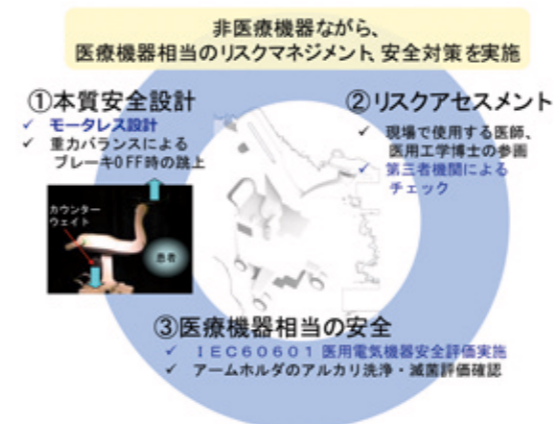 非医療機器ながら、
医療機器相当のリスクマネジメント、安全対策を実施
①本質安全設計
✓ モータレス設計
✓ 重力バランスによる
ブレーキOFF時の跳上
カウンター
ウェイト
患者
②リスクアセスメント
✓ 現場で使用する医師、
医用工学博士の参画
✓ 第三者機関による
チェック
③医療機器相当の安全
✓ IEC60601 医用電気機器安全評価実施
✓ アームホルダのアルカリ洗浄・滅菌評価確認